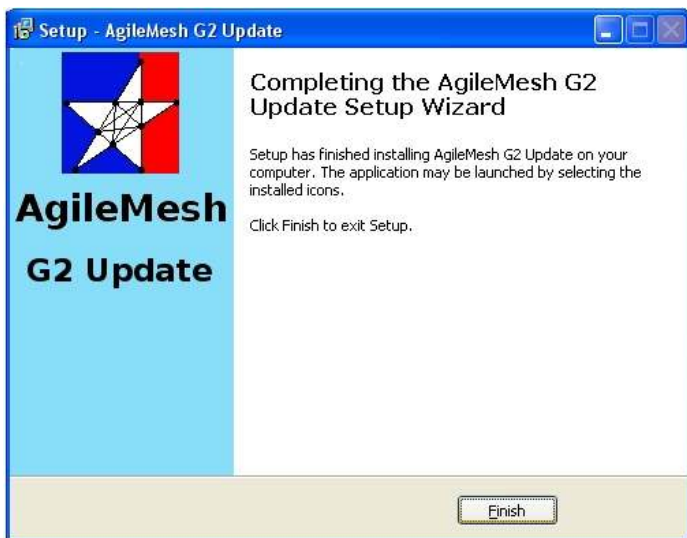 Setup - AgileMesh G2 Update
AgileMesh
G2 Update
Completing the AgileMesh G2
Update Setup Wizard
Setup has finished installing AgileMesh G2 Update on your
computer. The application may be launched by selecting the
installed icons.
Click Finish to exit Setup.
Finish